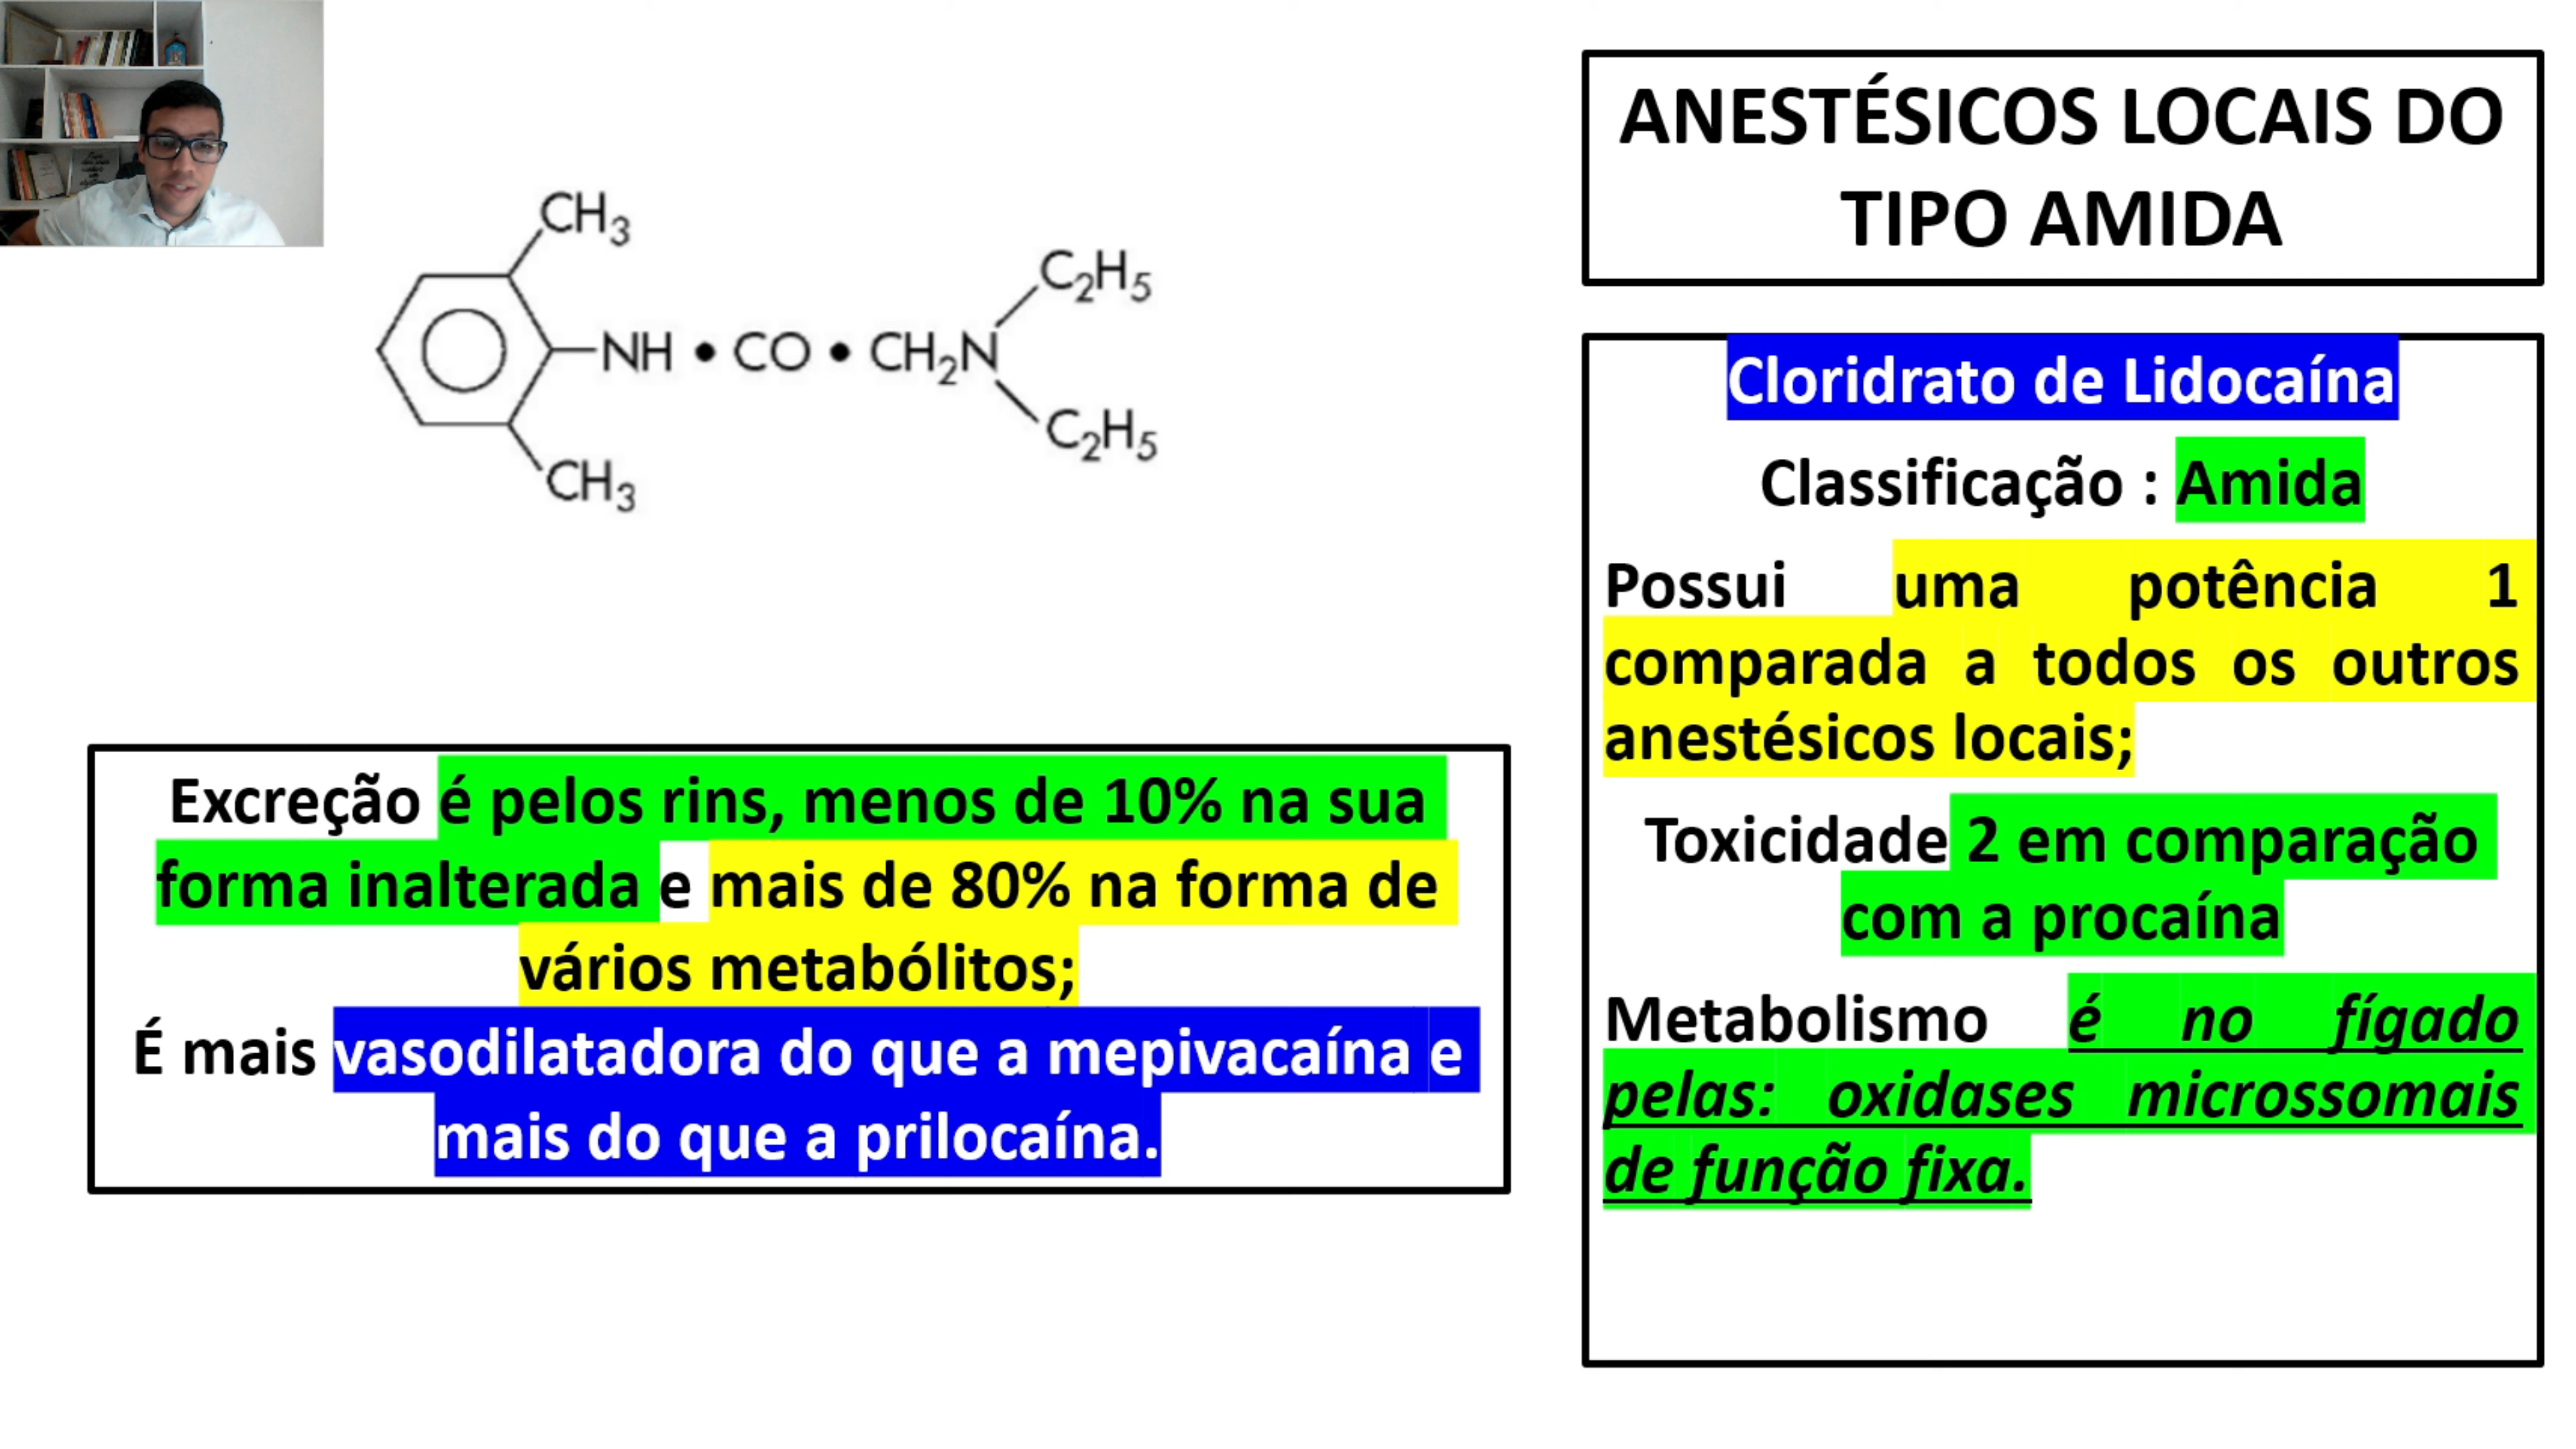 ANESTÉSICOS LOCAIS DO
TIPO AMIDA
CH3
C2H5
NH • CO • CH2N
C2H5
CH3
Cloridrato de Lidocaína
Classificação : Amida
Possui uma potência 1
comparada a todos os outros
anestésicos locais;
Toxicidade 2 em comparação
com a procaína
Metabolismo é no fígado
pelas: oxidases microssomais
de função fixa.
Excreção é pelos rins, menos de 10% na sua
forma inalterada e mais de 80% na forma de
vários metabólitos;
É mais vasodilatadora do que a mepivacaína e
mais do que a prilocaína.